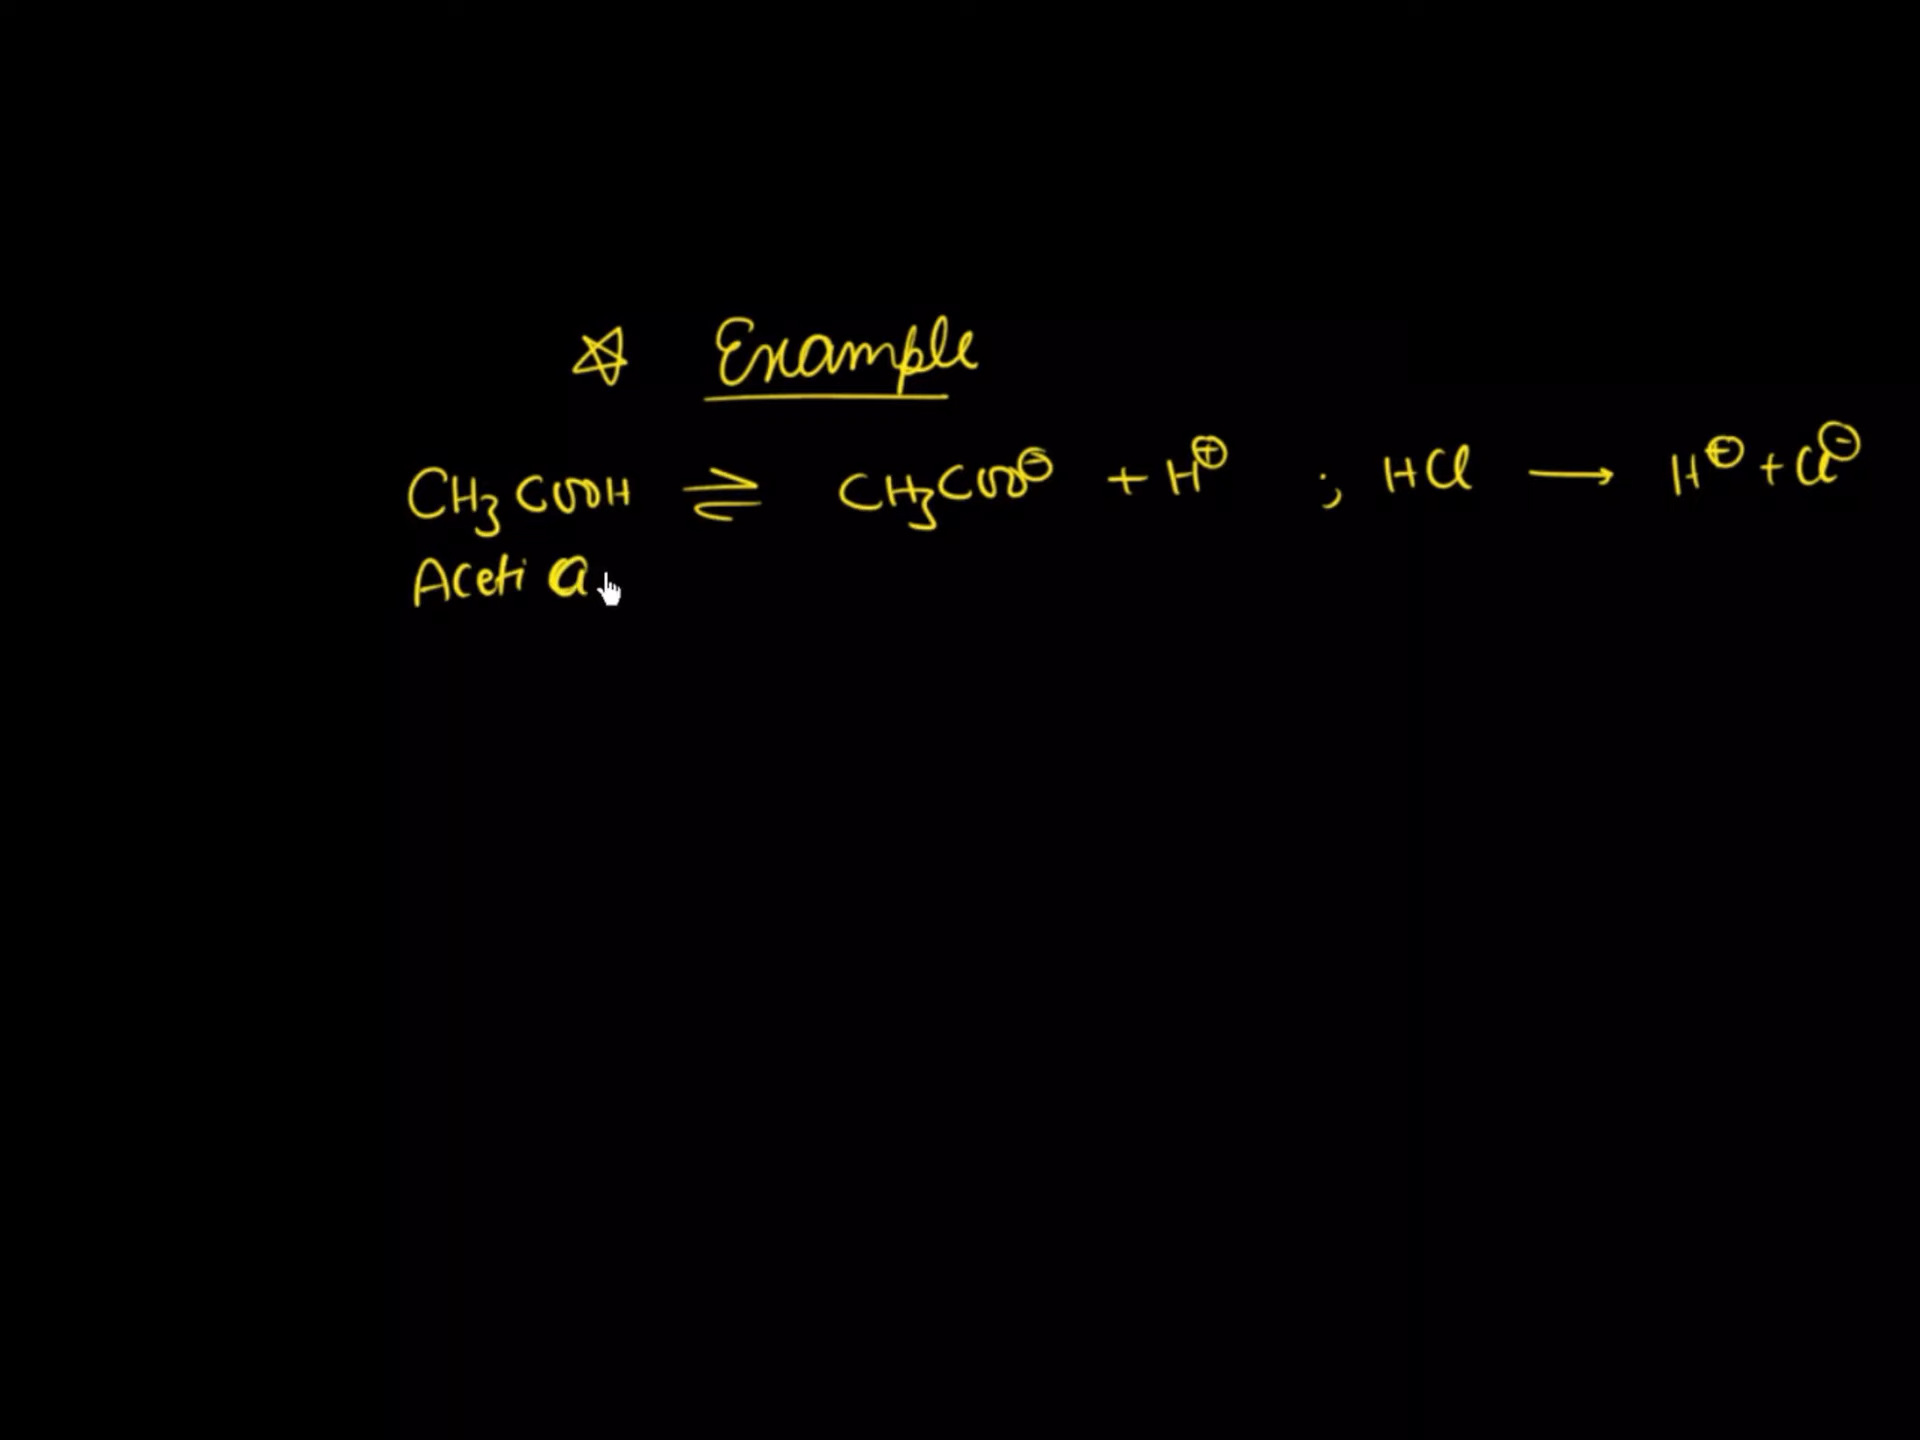 ☆ Example
CH₃COOH ⇌ CH₃COO⊖ + H⊕ ; HCl ⟶ H⊕ + Cl⊖
Aceti a